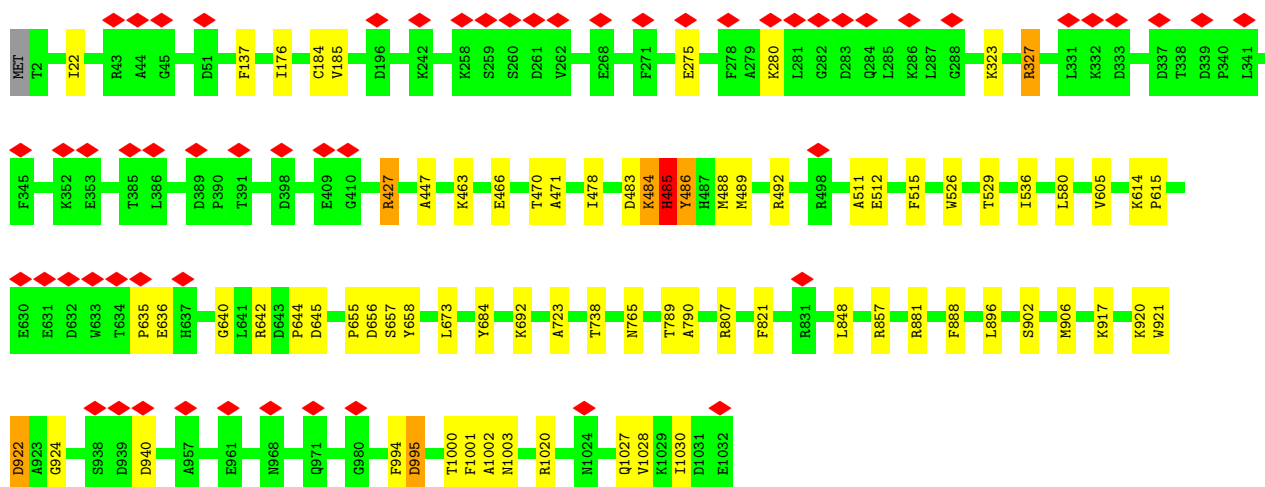 MET T2 I22 R43 A44 G45 D51 F137 I176 C184 V185 D196 K242 K258 S259 S260 D261 V262 E268 F271 E275 F278 A279 K280 L281 G282 D283 Q284 L285 K286 L287 G288 K323 R327 L331 K332 D333 D337 T338 D339 P340 L341
F345 K352 E353 T385 L386 D389 P390 T391 D398 E409 G410 R427 A447 K463 E466 T470 A471 I478 D483 K484 H485 Y486 H487 M488 M489 R492 R498 A511 E512 F515 W526 T529 I536 L580 V605 K614 P615
E630 E631 D632 W633 T634 P635 E636 H637 G640 L641 R642 D643 P644 D645 P655 D656 S657 Y658 L673 Y684 K692 A723 T738 N765 T789 A790 R807 F821 R831 L848 R857 R881 F888 L896 S902 M906 K917 K920 W921
D922 A923 G924 S938 D939 D940 A957 E961 N968 Q971 G980 F994 D995 T1000 F1001 A1002 N1003 R1020 N1024 Q1027 V1028 K1029 I1030 D1031 E1032